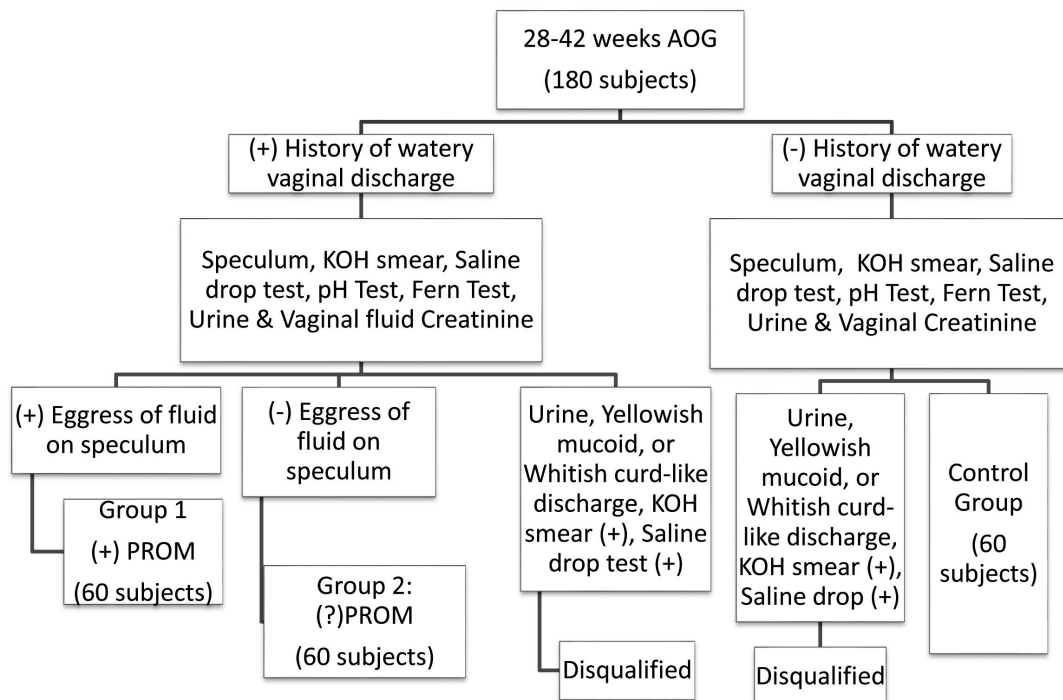 28-42 weeks AOG
(180 subjects)
(+) History of watery
vaginal discharge
(-) History of watery
vaginal discharge
Speculum, KOH smear, Saline
drop test, pH Test, Fern Test,
Urine & Vaginal fluid Creatinine
Speculum, KOH smear, Saline
drop test, pH Test, Fern Test,
Urine & Vaginal Creatinine
(+) Eggress of fluid
on speculum
(-) Eggress of
fluid on
speculum
Urine, Yellowish
mucoid, or
Whitish curd-like
discharge, KOH
smear (+), Saline
drop test (+)
Urine,
Yellowish
mucoid, or
Whitish curd-
like discharge,
KOH smear (+),
Saline drop (+)
Control
Group
(60
subjects)
Group 1
(+) PROM
(60 subjects)
Group 2:
(?)PROM
(60 subjects)
Disqualified
Disqualified